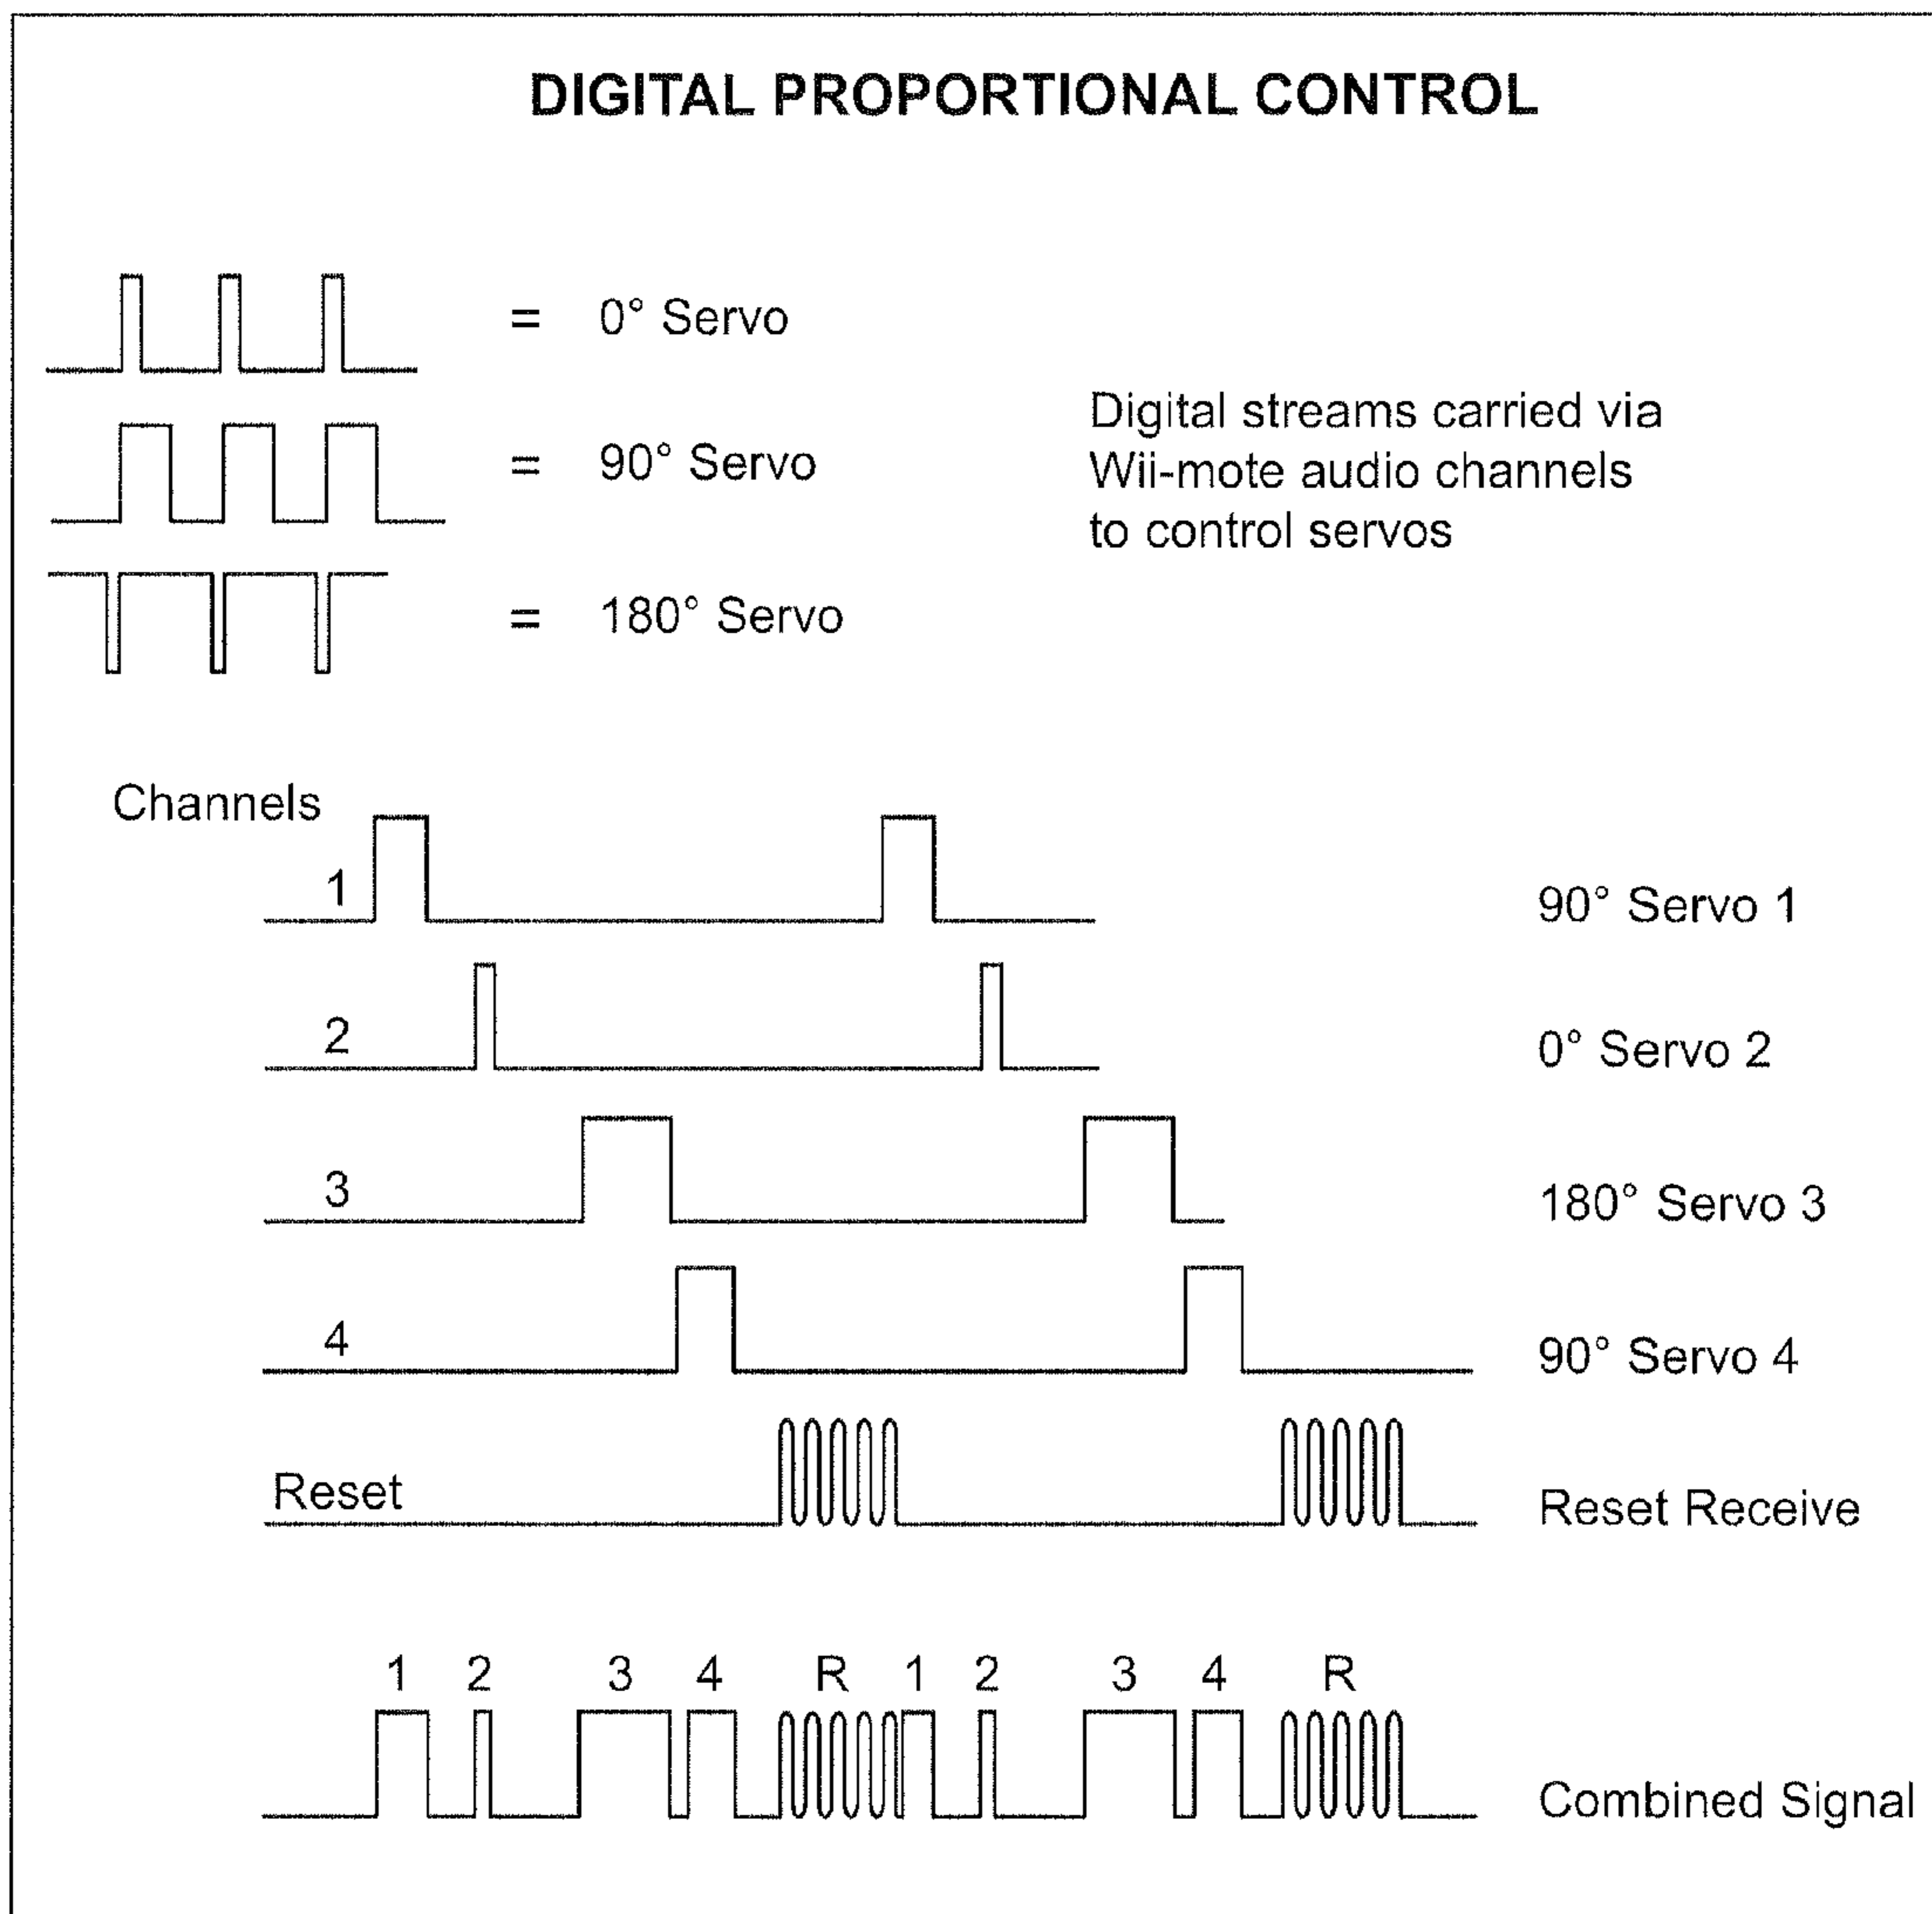 DIGITAL PROPORTIONAL CONTROL
= 0° Servo
= 90° Servo
= 180° Servo
Digital streams carried via
Wii-mote audio channels
to control servos
Channels
1 90° Servo 1
2 0° Servo 2
3 180° Servo 3
4 90° Servo 4
Reset Reset Receive
1 2 3 4 R 1 2 3 4 R
Combined Signal